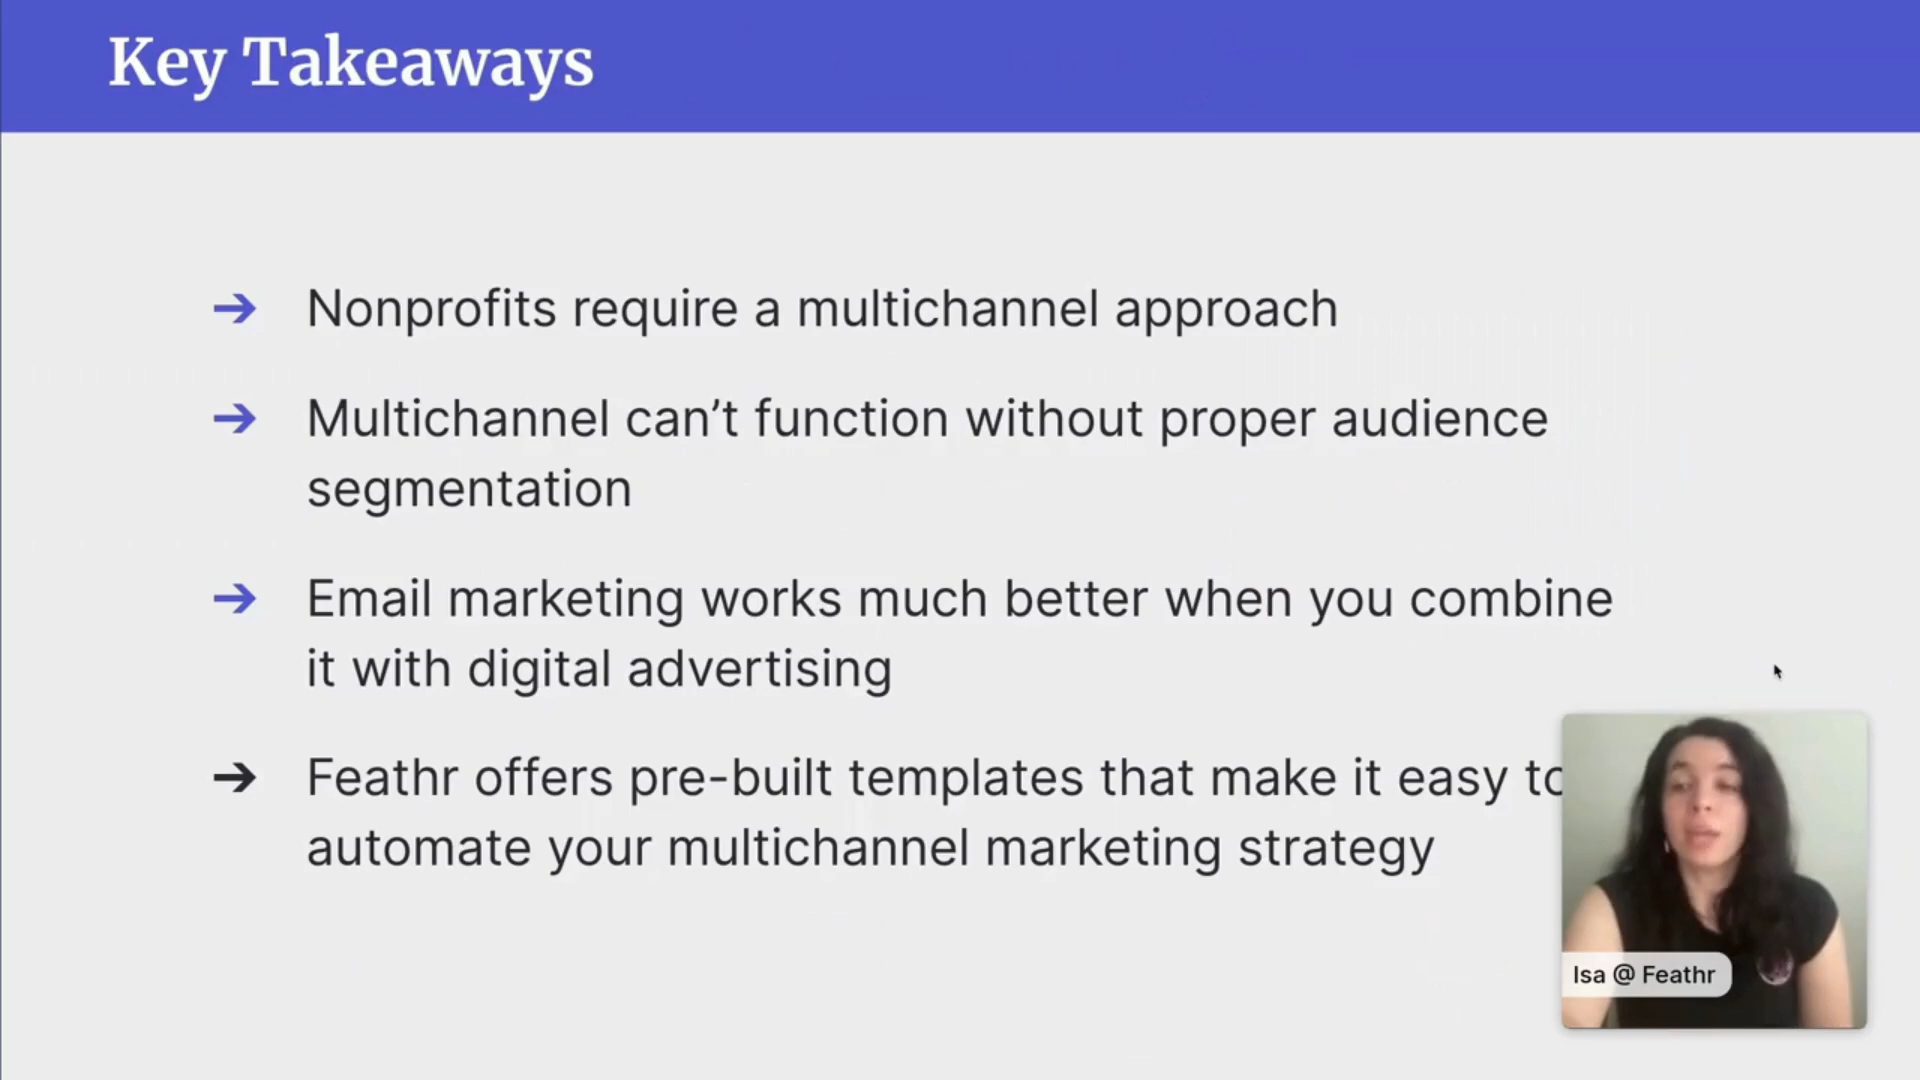 Key Takeaways
➔ Nonprofits require a multichannel approach
➔ Multichannel can’t function without proper audience
segmentation
➔ Email marketing works much better when you combine
it with digital advertising
➔ Feathr offers pre-built templates that make it easy to
automate your multichannel marketing strategy
Isa @ Feathr